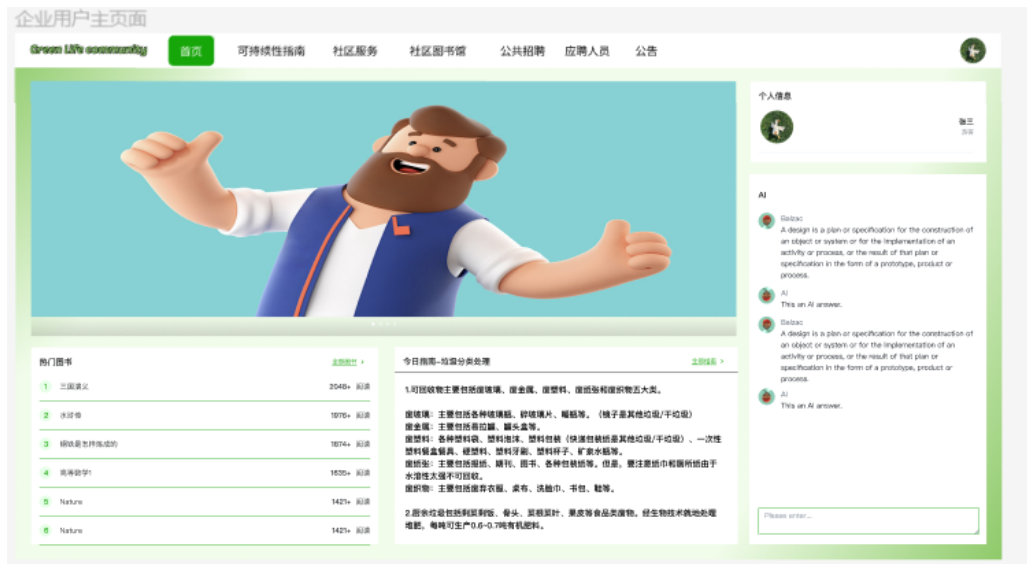 企业用户主页面
Green Life community
首页 可持续性指南 社区服务 社区图书馆 公共招聘 应聘人员 公告
个人信息
张三
AI
Balzac
A design is a plan or specification for the construction of
an object or system or for the implementation of an
activity or process, or the result of that plan or
specification in the form of a prototype, product or
process.
AI
This an AI answer.
Balzac
A design is a plan or specification for the construction of
an object or system or for the implementation of an
activity or process, or the result of that plan or
specification in the form of a prototype, product or
process.
AI
This an AI answer.
Please enter...
热门图书 全部图书 >
1 三国演义 2048+ 阅读
2 水浒传 1976+ 阅读
3 钢铁是怎样炼成的 1674+ 阅读
4 高等数学1 1635+ 阅读
5 Nature 1421+ 阅读
6 Nature 1421+ 阅读
今日指南-垃圾分类处理 全部指南 >
1.可回收物主要包括废玻璃、废金属、废塑料、废纸张和废织物五大类。
废玻璃：主要包括各种玻璃瓶、碎玻璃片、暖瓶等。（镜子是其他垃圾/干垃圾）
废金属：主要包括易拉罐、罐头盒等。
废塑料：各种塑料袋、塑料泡沫、塑料包装（快递包装纸是其他垃圾/干垃圾）、一次性
塑料餐盒餐具、硬塑料、塑料牙刷、塑料杯子、矿泉水瓶等。
废纸张：主要包括报纸、期刊、图书、各种包装纸等。但是，要注意纸巾和厕所纸由于
水溶性太强不可回收。
废织物：主要包括废弃衣服、桌布、洗脸巾、书包、鞋等。
2.厨余垃圾包括剩菜剩饭、骨头、菜根菜叶、果皮等食品类废物。经生物技术就地处理
堆肥，每吨可生产0.6~0.7吨有机肥料。